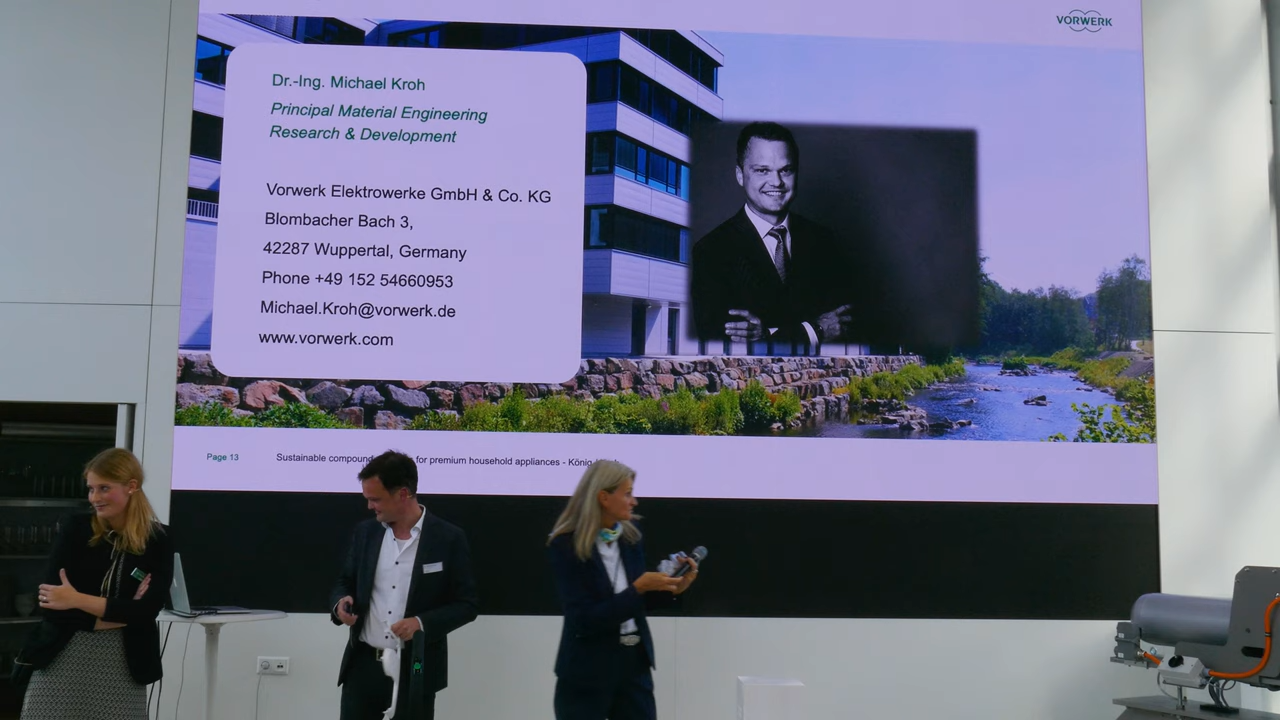 VORWERK
Dr.-Ing. Michael Kroh
Principal Material Engineering
Research & Development
Vorwerk Elektrowerke GmbH & Co. KG
Blombacher Bach 3,
42287 Wuppertal, Germany
Phone +49 152 54660953
Michael.Kroh@vorwerk.de
www.vorwerk.com
Page 13
Sustainable for premium household appliances -